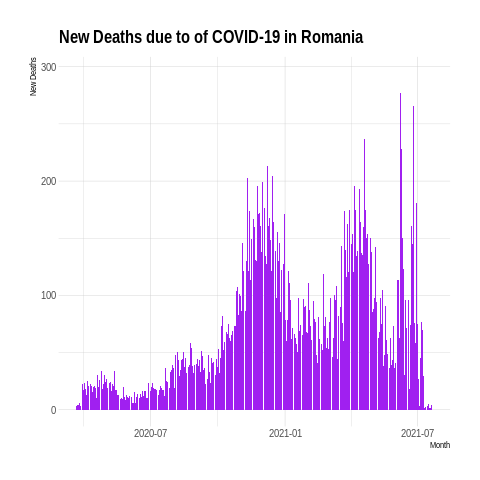 New Deaths due to of COVID-19 in Romania
New Deaths
300
200
100
0
2020-07
2021-01
2021-07
Month